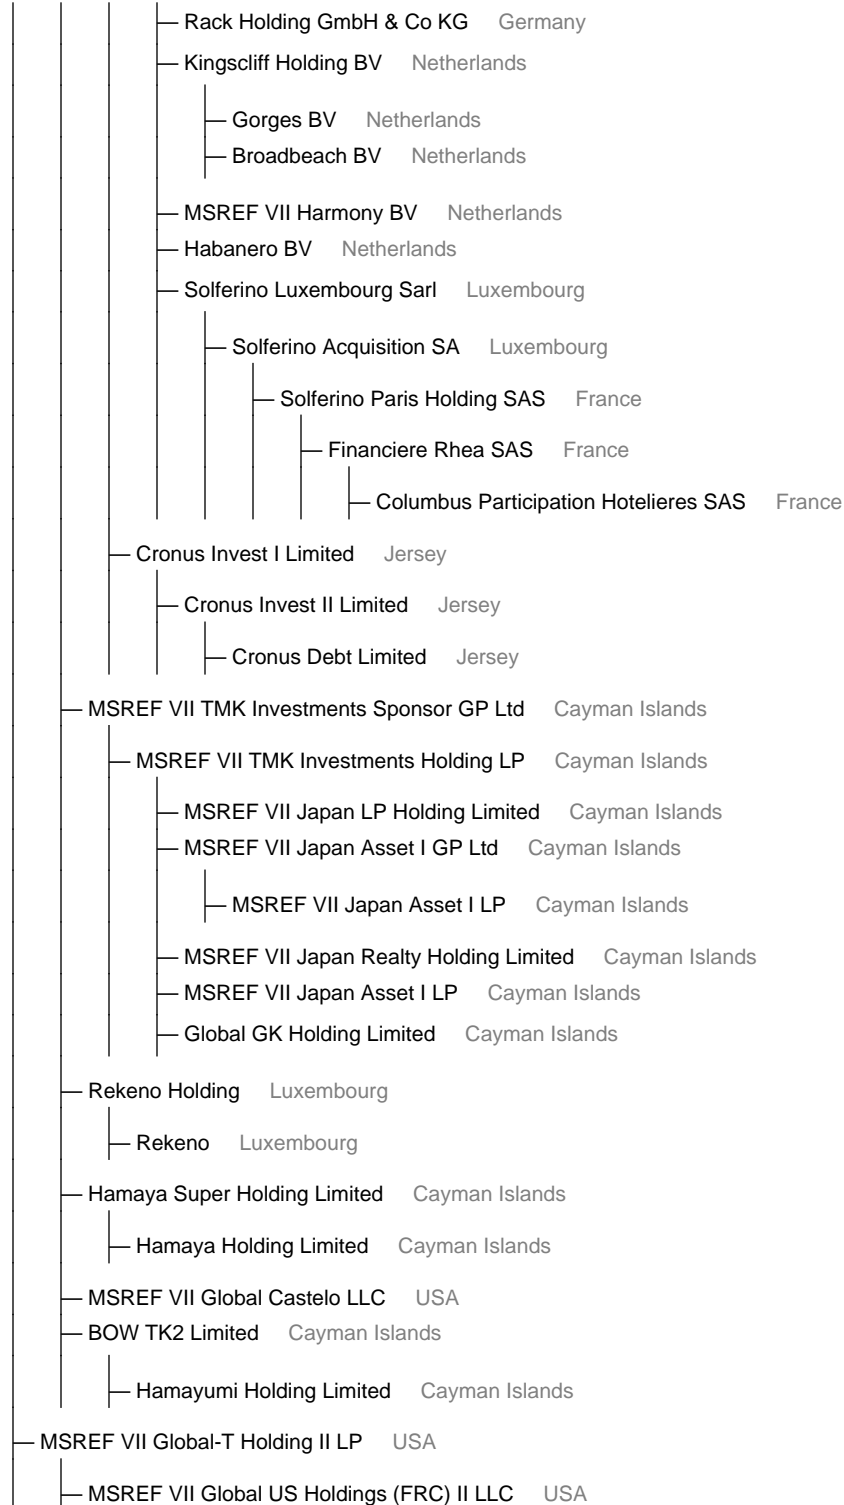 Rack Holding GmbH & Co KG Germany
Kingscliff Holding BV Netherlands
Gorges BV Netherlands
Broadbeach BV Netherlands
MSREF VII Harmony BV Netherlands
Habanero BV Netherlands
Solferino Luxembourg Sarl Luxembourg
Solferino Acquisition SA Luxembourg
Solferino Paris Holding SAS France
Financiere Rhea SAS France
Columbus Participation Hotelieres SAS France
Cronus Invest I Limited Jersey
Cronus Invest II Limited Jersey
Cronus Debt Limited Jersey
MSREF VII TMK Investments Sponsor GP Ltd Cayman Islands
MSREF VII TMK Investments Holding LP Cayman Islands
MSREF VII Japan LP Holding Limited Cayman Islands
MSREF VII Japan Asset I GP Ltd Cayman Islands
MSREF VII Japan Asset I LP Cayman Islands
MSREF VII Japan Realty Holding Limited Cayman Islands
MSREF VII Japan Asset I LP Cayman Islands
Global GK Holding Limited Cayman Islands
Rekeno Holding Luxembourg
Rekeno Luxembourg
Hamaya Super Holding Limited Cayman Islands
Hamaya Holding Limited Cayman Islands
MSREF VII Global Castelo LLC USA
BOW TK2 Limited Cayman Islands
Hamayumi Holding Limited Cayman Islands
MSREF VII Global-T Holding II LP USA
MSREF VII Global US Holdings (FRC) II LLC USA